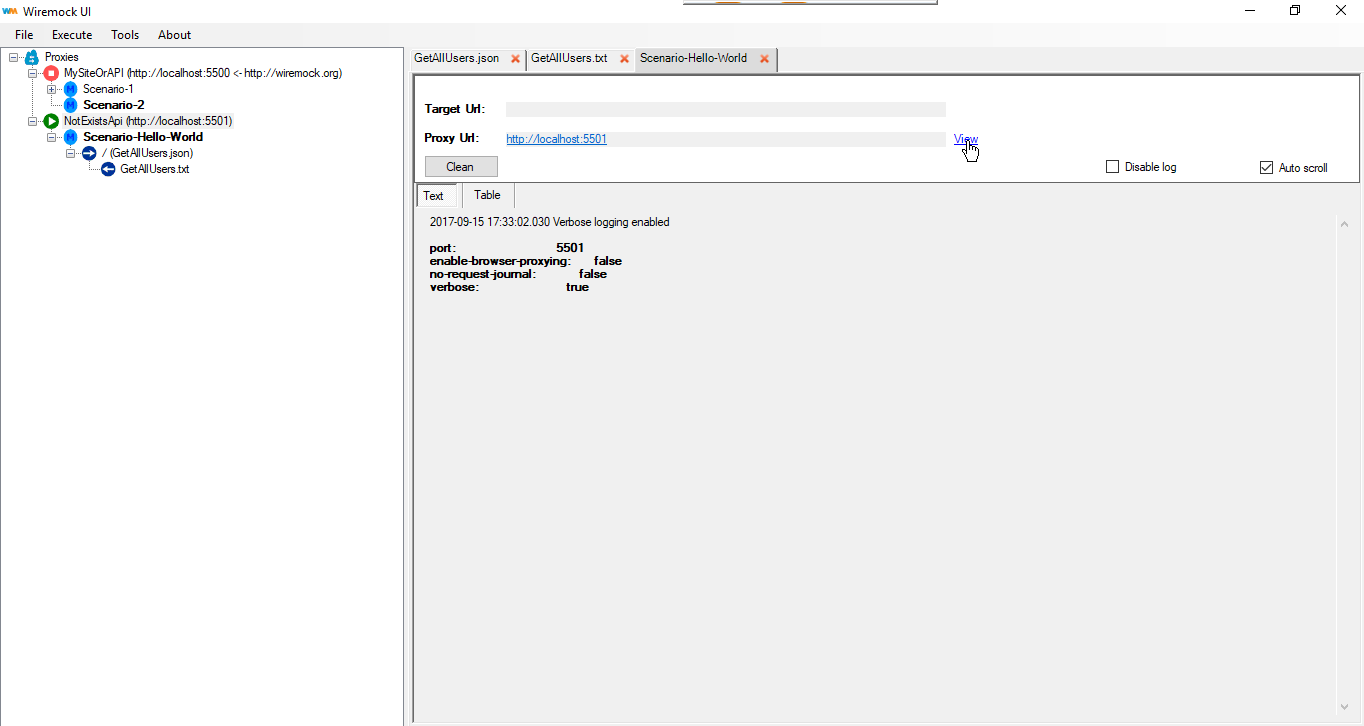 WM Wiremock UI
File Execute Tools About
Proxies
MySiteOrAPI (http://localhost:5500 <- http://wiremock.org)
M Scenario-1
M Scenario-2
NotExistsApi (http://localhost:5501)
M Scenario-Hello-World
/ (GetAllUsers.json)
GetAllUsers.txt
GetAllUsers.json GetAllUsers.txt Scenario-Hello-World
Target Url:
Proxy Url: http://localhost:5501 View
Clean Disable log Auto scroll
Text Table
2017-09-15 17:33:02.030 Verbose logging enabled
port: 5501
enable-browser-proxying: false
no-request-journal: false
verbose: true